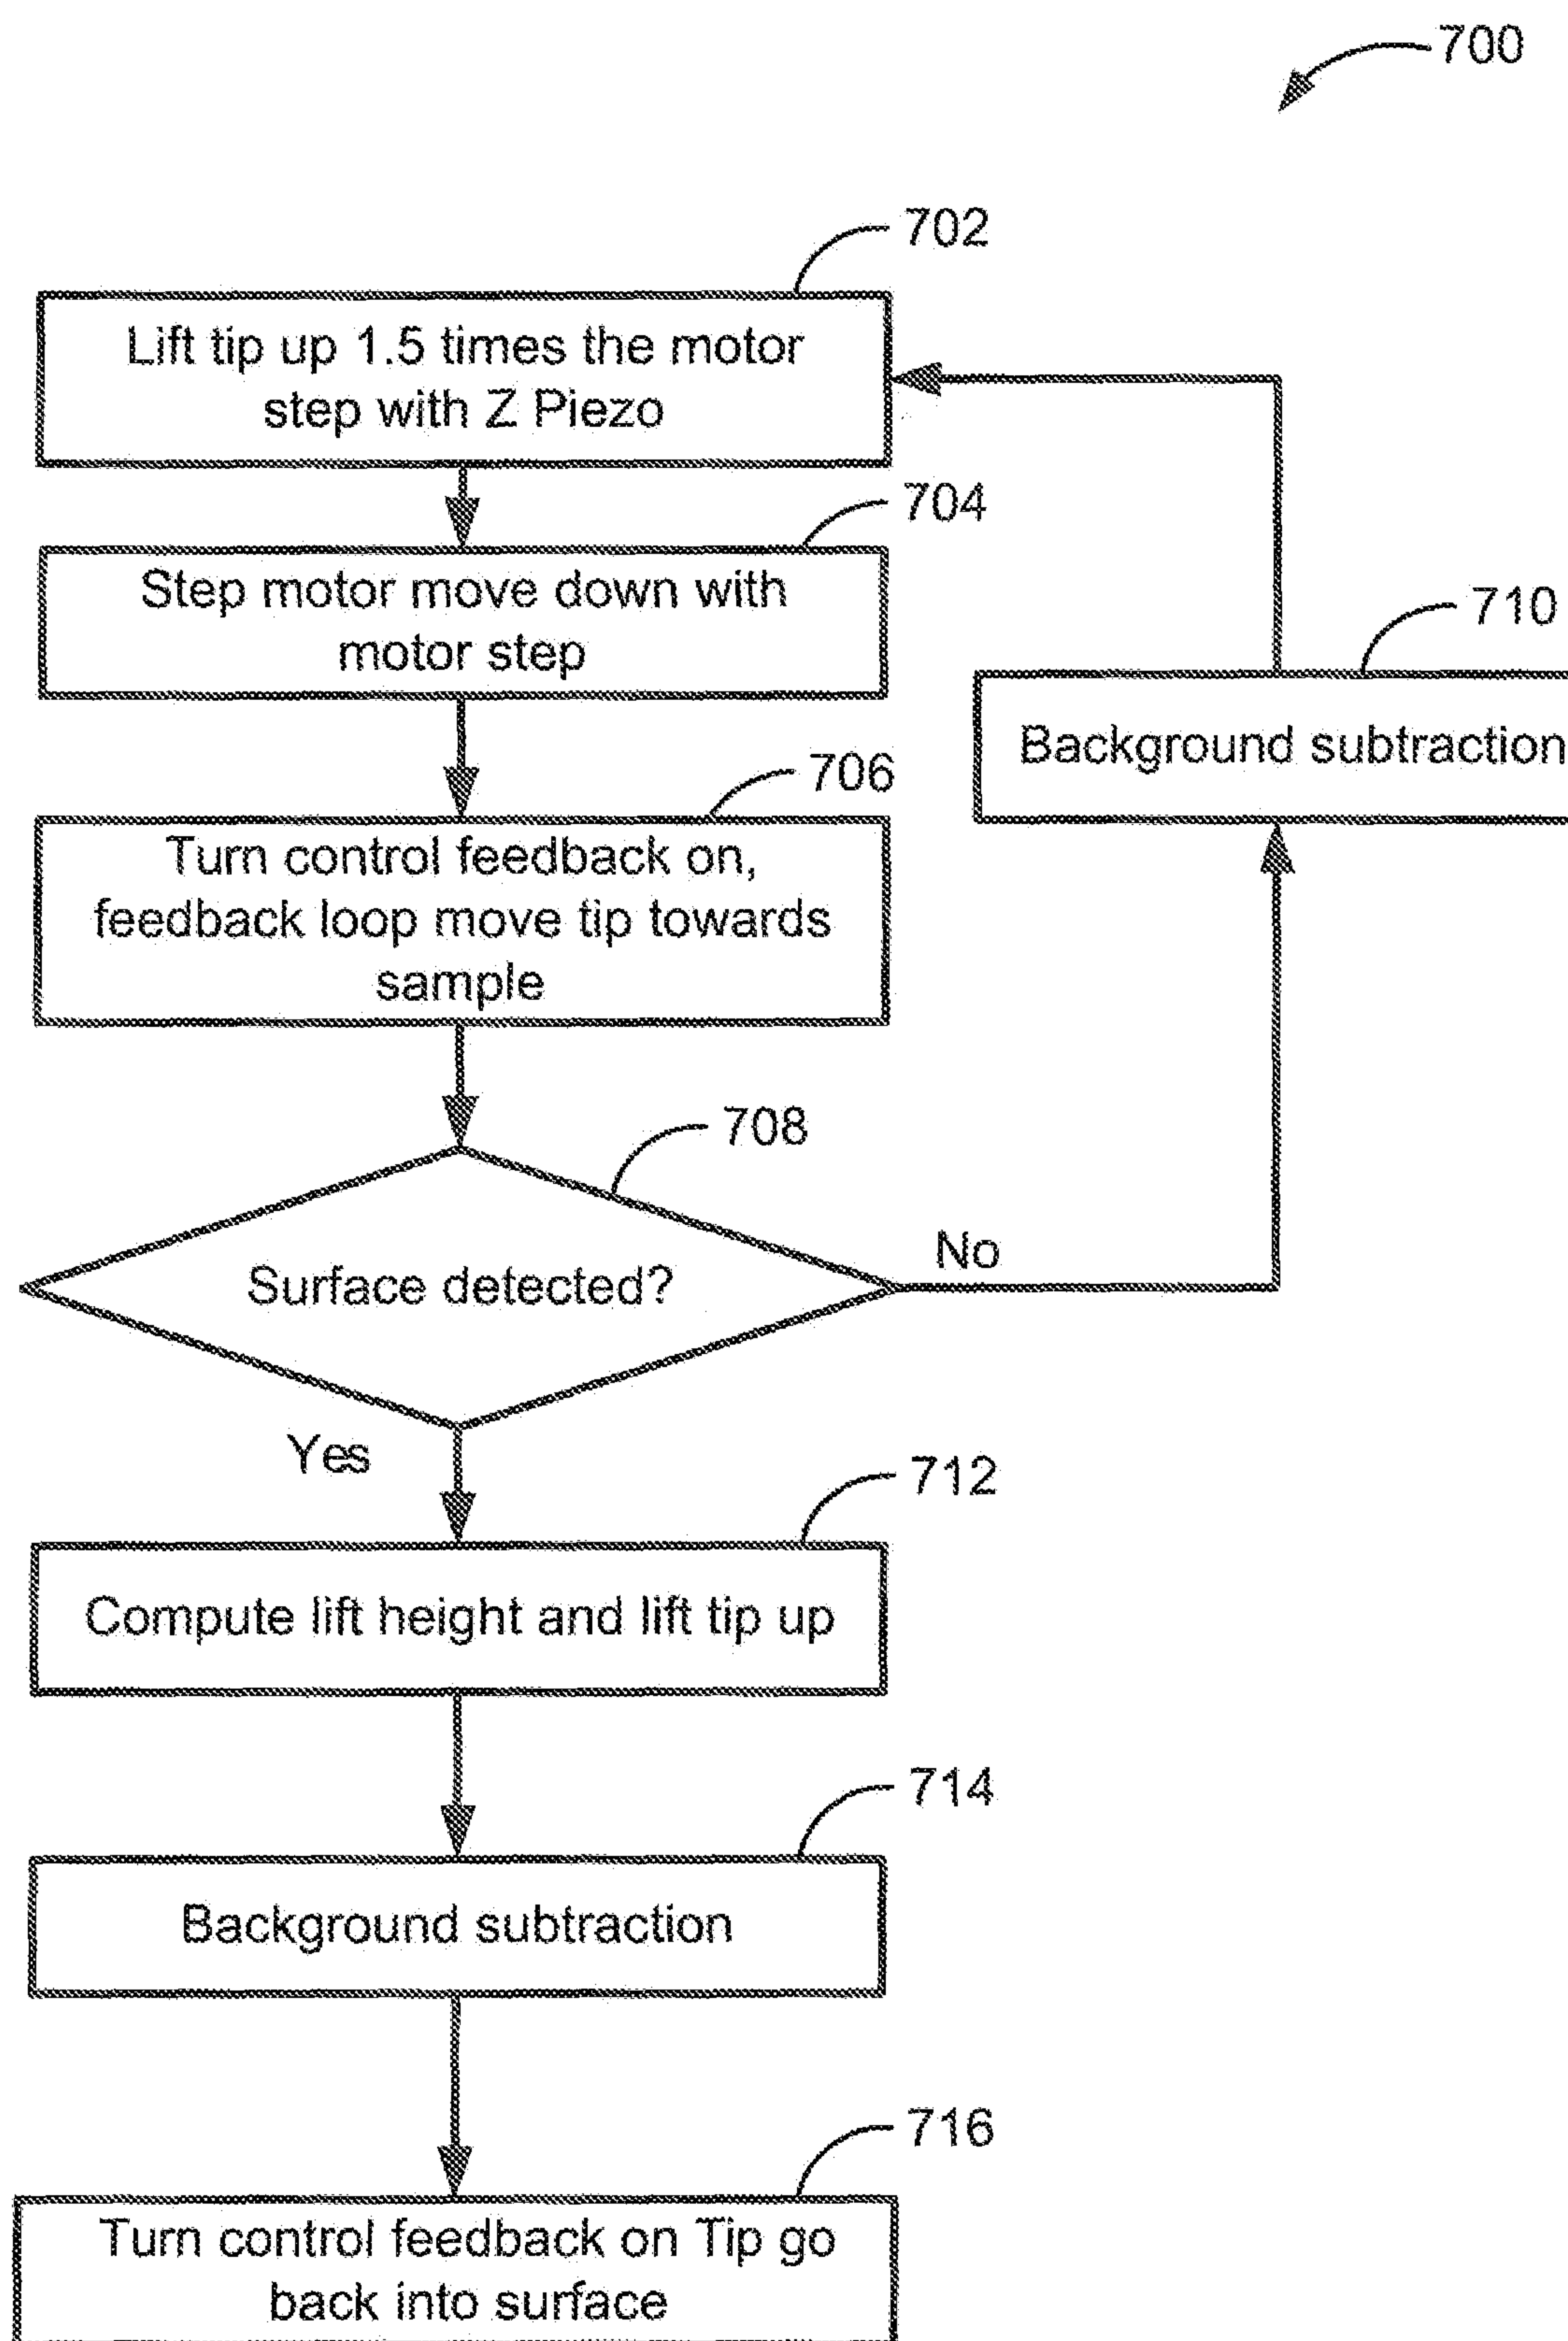 700
702
Lift tip up 1.5 times the motor
step with Z Piezo
704
Step motor move down with
motor step
710
Background subtraction
706
Turn control feedback on,
feedback loop move tip towards
sample
708
Surface detected?
No
Yes
712
Compute lift height and lift tip up
714
Background subtraction
716
Turn control feedback on Tip go
back into surface